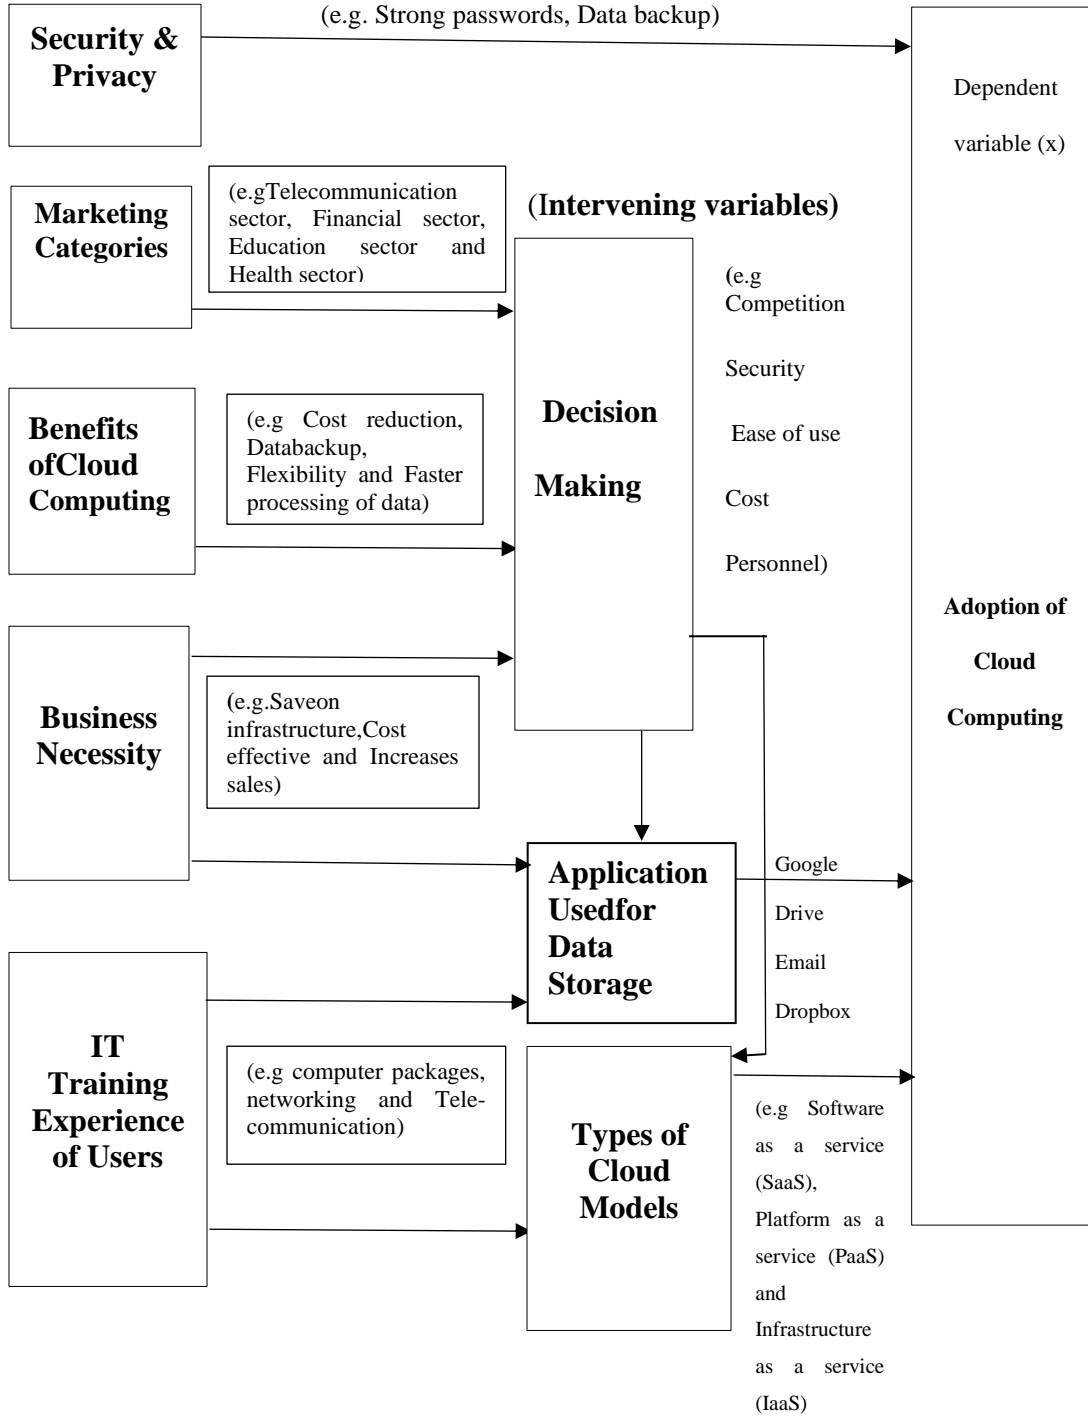 (e.g. Strong passwords, Data backup)
Security &
Privacy
Dependent
variable (x)
Marketing
Categories
(e.gTelecommunication
sector, Financial sector,
Education sector and
Health sector)
(Intervening variables)
(e.g
Competition
Security
Ease of use
Cost
Personnel)
Decision
Making
Benefits
ofCloud
Computing
(e.g Cost reduction,
Databackup,
Flexibility and Faster
processing of data)
Adoption of
Cloud
Computing
Business
Necessity
(e.g.Saveon
infrastructure,Cost
effective and Increases
sales)
Application
Usedfor
Data
Storage
Google
Drive
Email
Dropbox
IT
Training
Experience
of Users
(e.g computer packages,
networking and Tele-
communication)
Types of
Cloud
Models
(e.g Software
as a service
(SaaS),
Platform as a
service (PaaS)
and
Infrastructure
as a service
(IaaS)